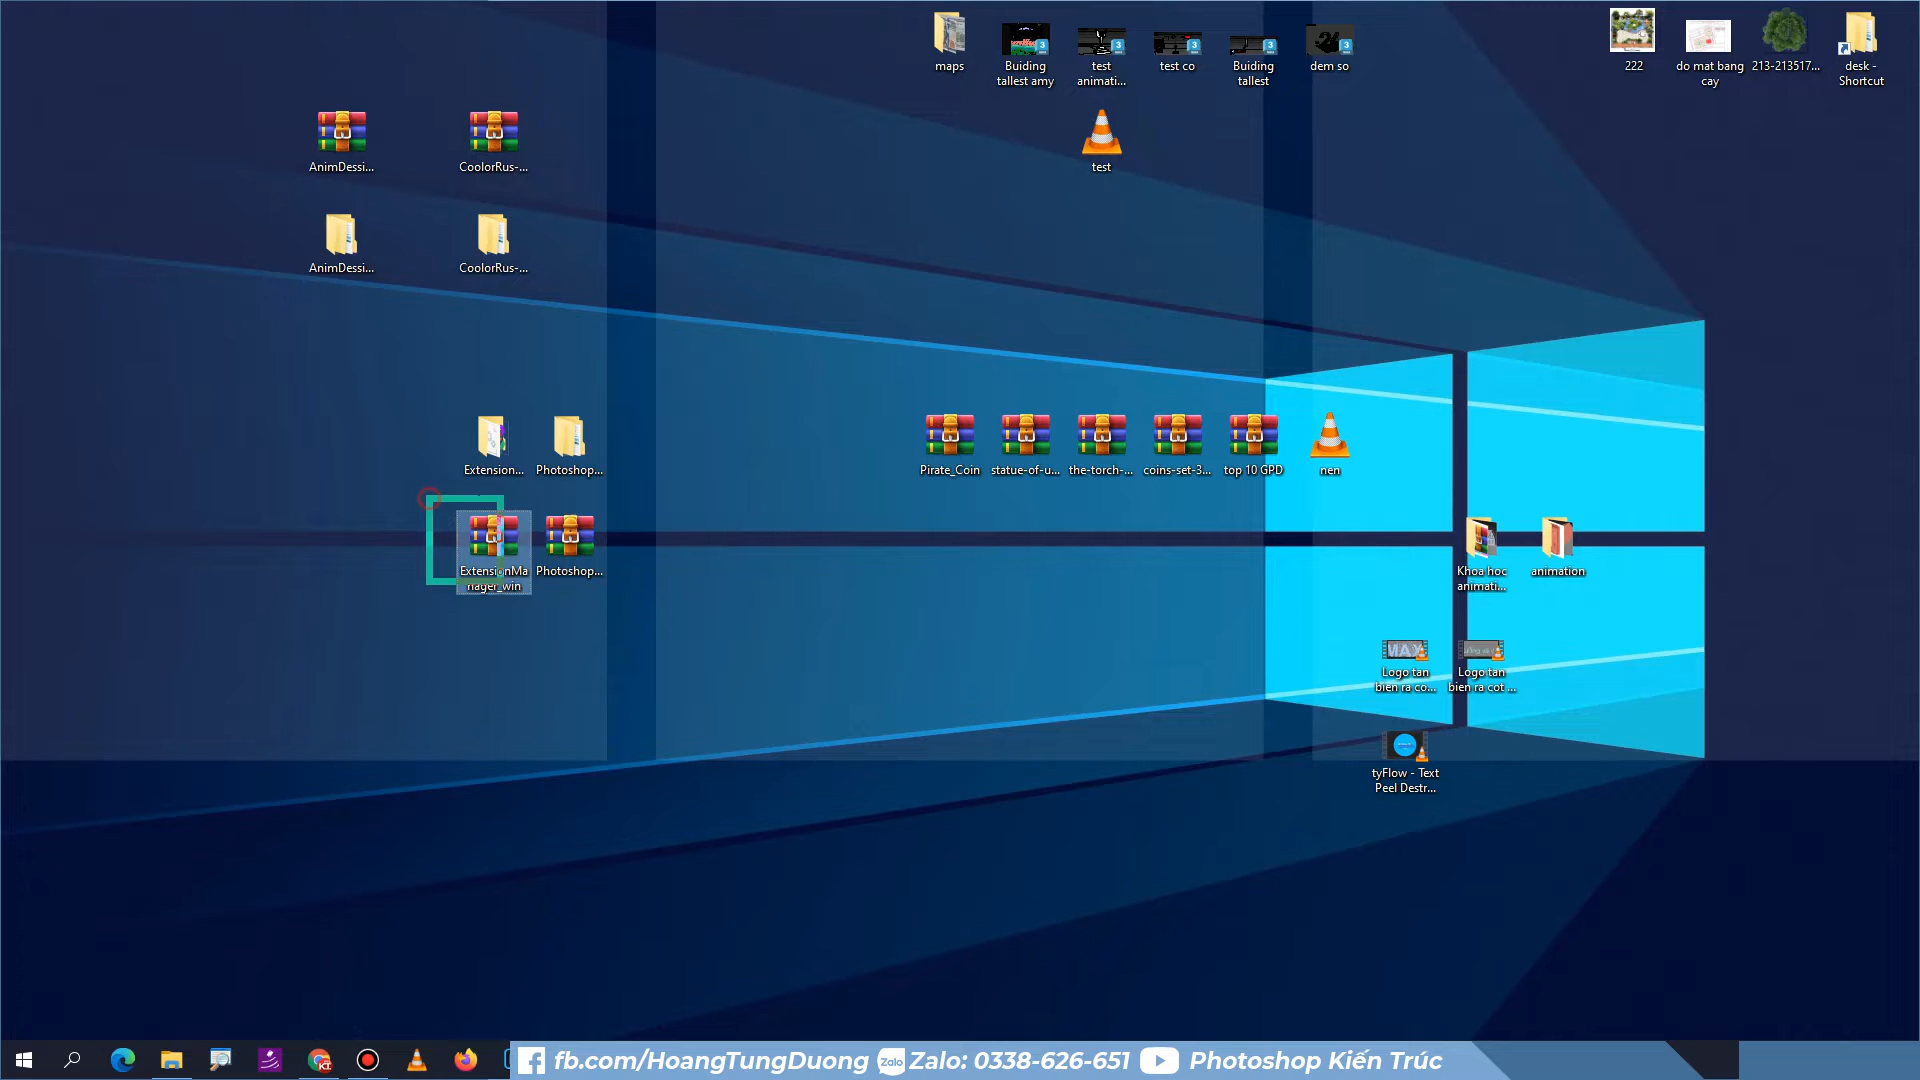 maps
Buiding
tallest amy
test
animati...
test co
Buiding
tallest
dem so
222
do mat bang
cay
213-213517...
desk -
Shortcut
AnimDessi...
CoolorRus-...
test
AnimDessi...
CoolorRus-...
Extension...
Photoshop...
Pirate_Coin
statue-of-u...
the-torch-...
coins-set-3...
top 10 GPD
nen
ExtensionMa
nager_win
Photoshop...
Khoa hoc
animati...
animation
MAX
Logo tan
bien ra co...
Logo tan
bien ra cot ...
tyFlow - Text
Peel Destr...
fb.com/HoangTungDuong Zalo Zalo: 0338-626-651 Photoshop Kiến Trúc